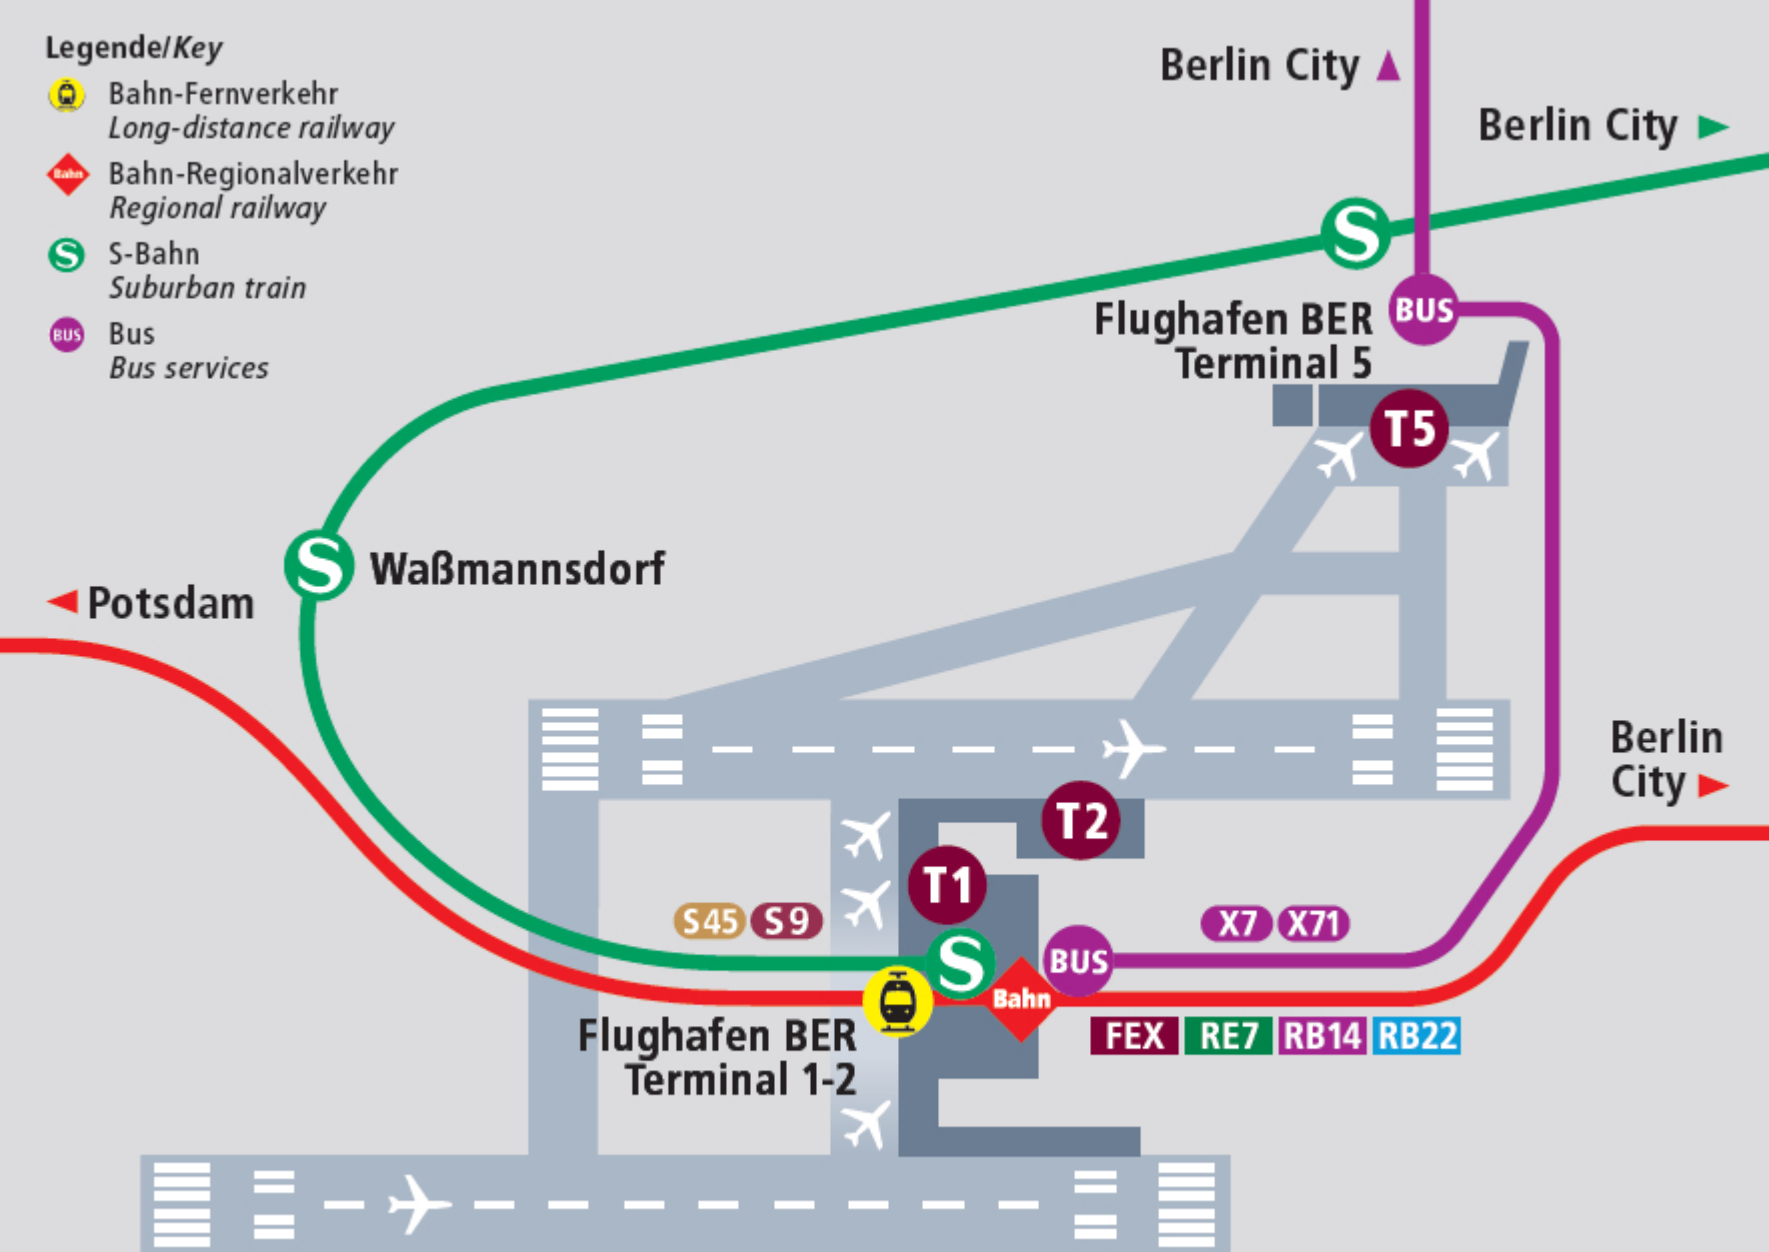 Legende/Key
Bahn-Fernverkehr
Long-distance railway
Bahn
Bahn-Regionalverkehr
Regional railway
S
S-Bahn
Suburban train
BUS
Bus
Bus services
Berlin City
Berlin City
S
BUS
Flughafen BER
Terminal 5
T5
S
Waßmannsdorf
Potsdam
Berlin
City
T2
T1
S45
S9
S
BUS
X7
X71
Bahn
Flughafen BER
Terminal 1-2
FEX
RE7
RB14
RB22